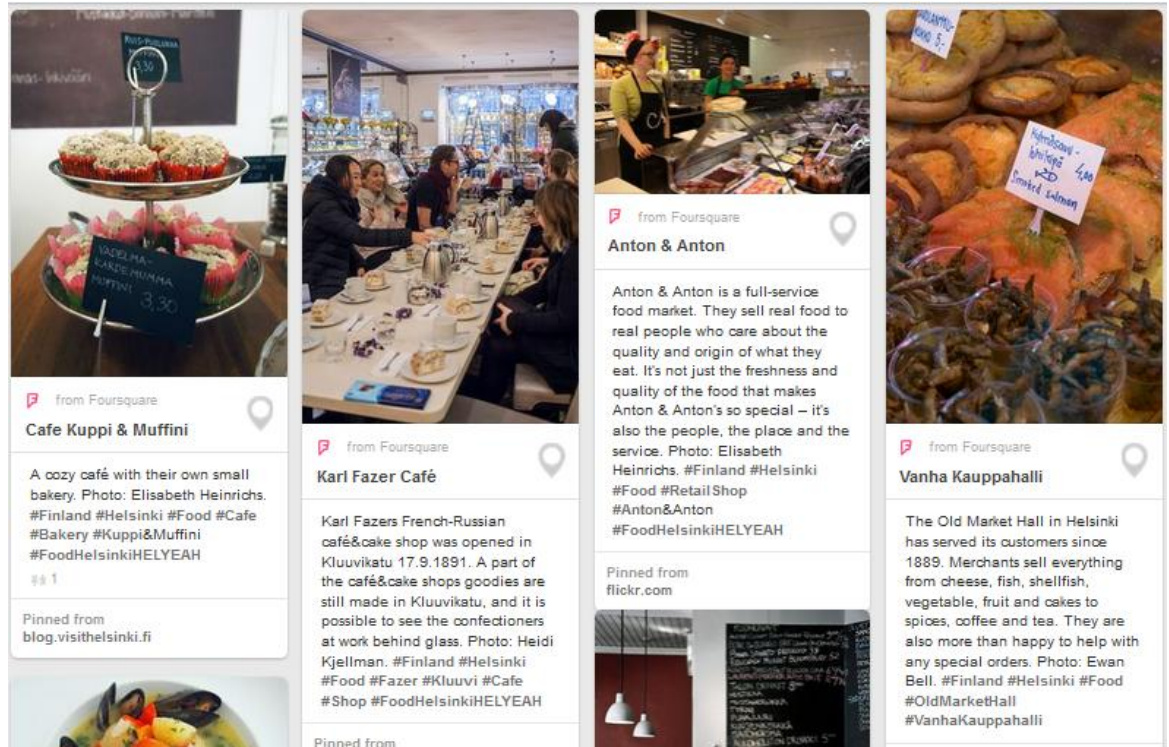 3,30
VADELMA-
KARDEMUMMA
MUFFINI 3,30
from Foursquare
Cafe Kuppi & Muffini
A cozy café with their own small
bakery. Photo: Elisabeth Heinrichs.
#Finland #Helsinki #Food #Cafe
#Bakery #Kuppi&Muffini
#FoodHelsinkiHELYEAH
1
Pinned from
blog.visithelsinki.fi
from Foursquare
Karl Fazer Café
Karl Fazers French-Russian
café&cake shop was opened in
Kluuvikatu 17.9.1891. A part of
the café&cake shops goodies are
still made in Kluuvikatu, and it is
possible to see the confectioners
at work behind glass. Photo: Heidi
Kjellman. #Finland #Helsinki
#Food #Fazer #Kluuvi #Cafe
#Shop #FoodHelsinkiHELYEAH
Pinned from
from Foursquare
Anton & Anton
Anton & Anton is a full-service
food market. They sell real food to
real people who care about the
quality and origin of what they
eat. It's not just the freshness and
quality of the food that makes
Anton & Anton's so special – it's
also the people, the place and the
service. Photo: Elisabeth
Heinrichs. #Finland #Helsinki
#Food #RetailShop
#Anton&Anton
#FoodHelsinkiHELYEAH
Pinned from
flickr.com
5,-
4,00
Smoked salmon
from Foursquare
Vanha Kauppahalli
The Old Market Hall in Helsinki
has served its customers since
1889. Merchants sell everything
from cheese, fish, shellfish,
vegetable, fruit and cakes to
spices, coffee and tea. They are
also more than happy to help with
any special orders. Photo: Ewan
Bell. #Finland #Helsinki #Food
#OldMarketHall
#VanhaKauppahalli